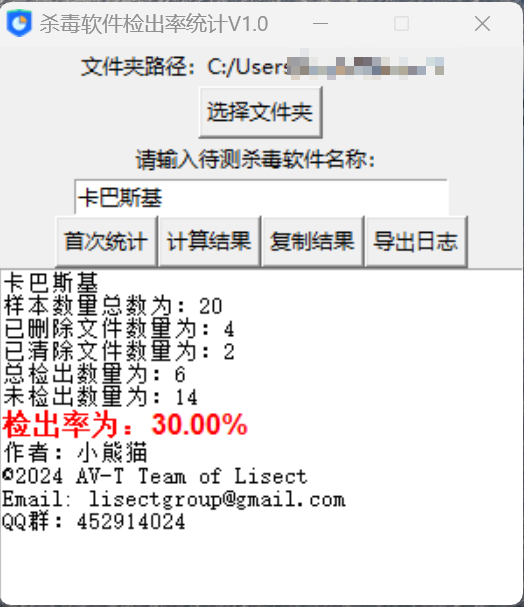 杀毒软件检出率统计V1.0
文件夹路径：C:/Users
选择文件夹
请输入待测杀毒软件名称：
卡巴斯基
首次统计 计算结果 复制结果 导出日志
卡巴斯基
样本数量总数为：20
已删除文件数量为：4
已清除文件数量为：2
总检出数量为：6
未检出数量为：14
检出率为：30.00%
作者：小熊猫
©2024 AV-T Team of Lisect
Email: lisectgroup@gmail.com
QQ群：452914024